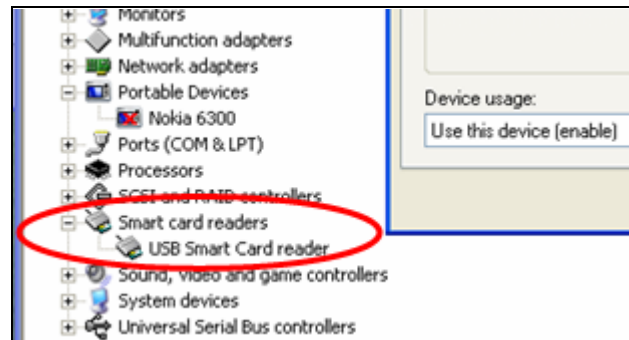 Monitors
Multifunction adapters
Network adapters
Portable Devices
Nokia 6300
Ports (COM & LPT)
Processors
SCSI and RAID controllers
Smart card readers
USB Smart Card reader
Sound, video and game controllers
System devices
Universal Serial Bus controllers
Device usage:
Use this device (enable)